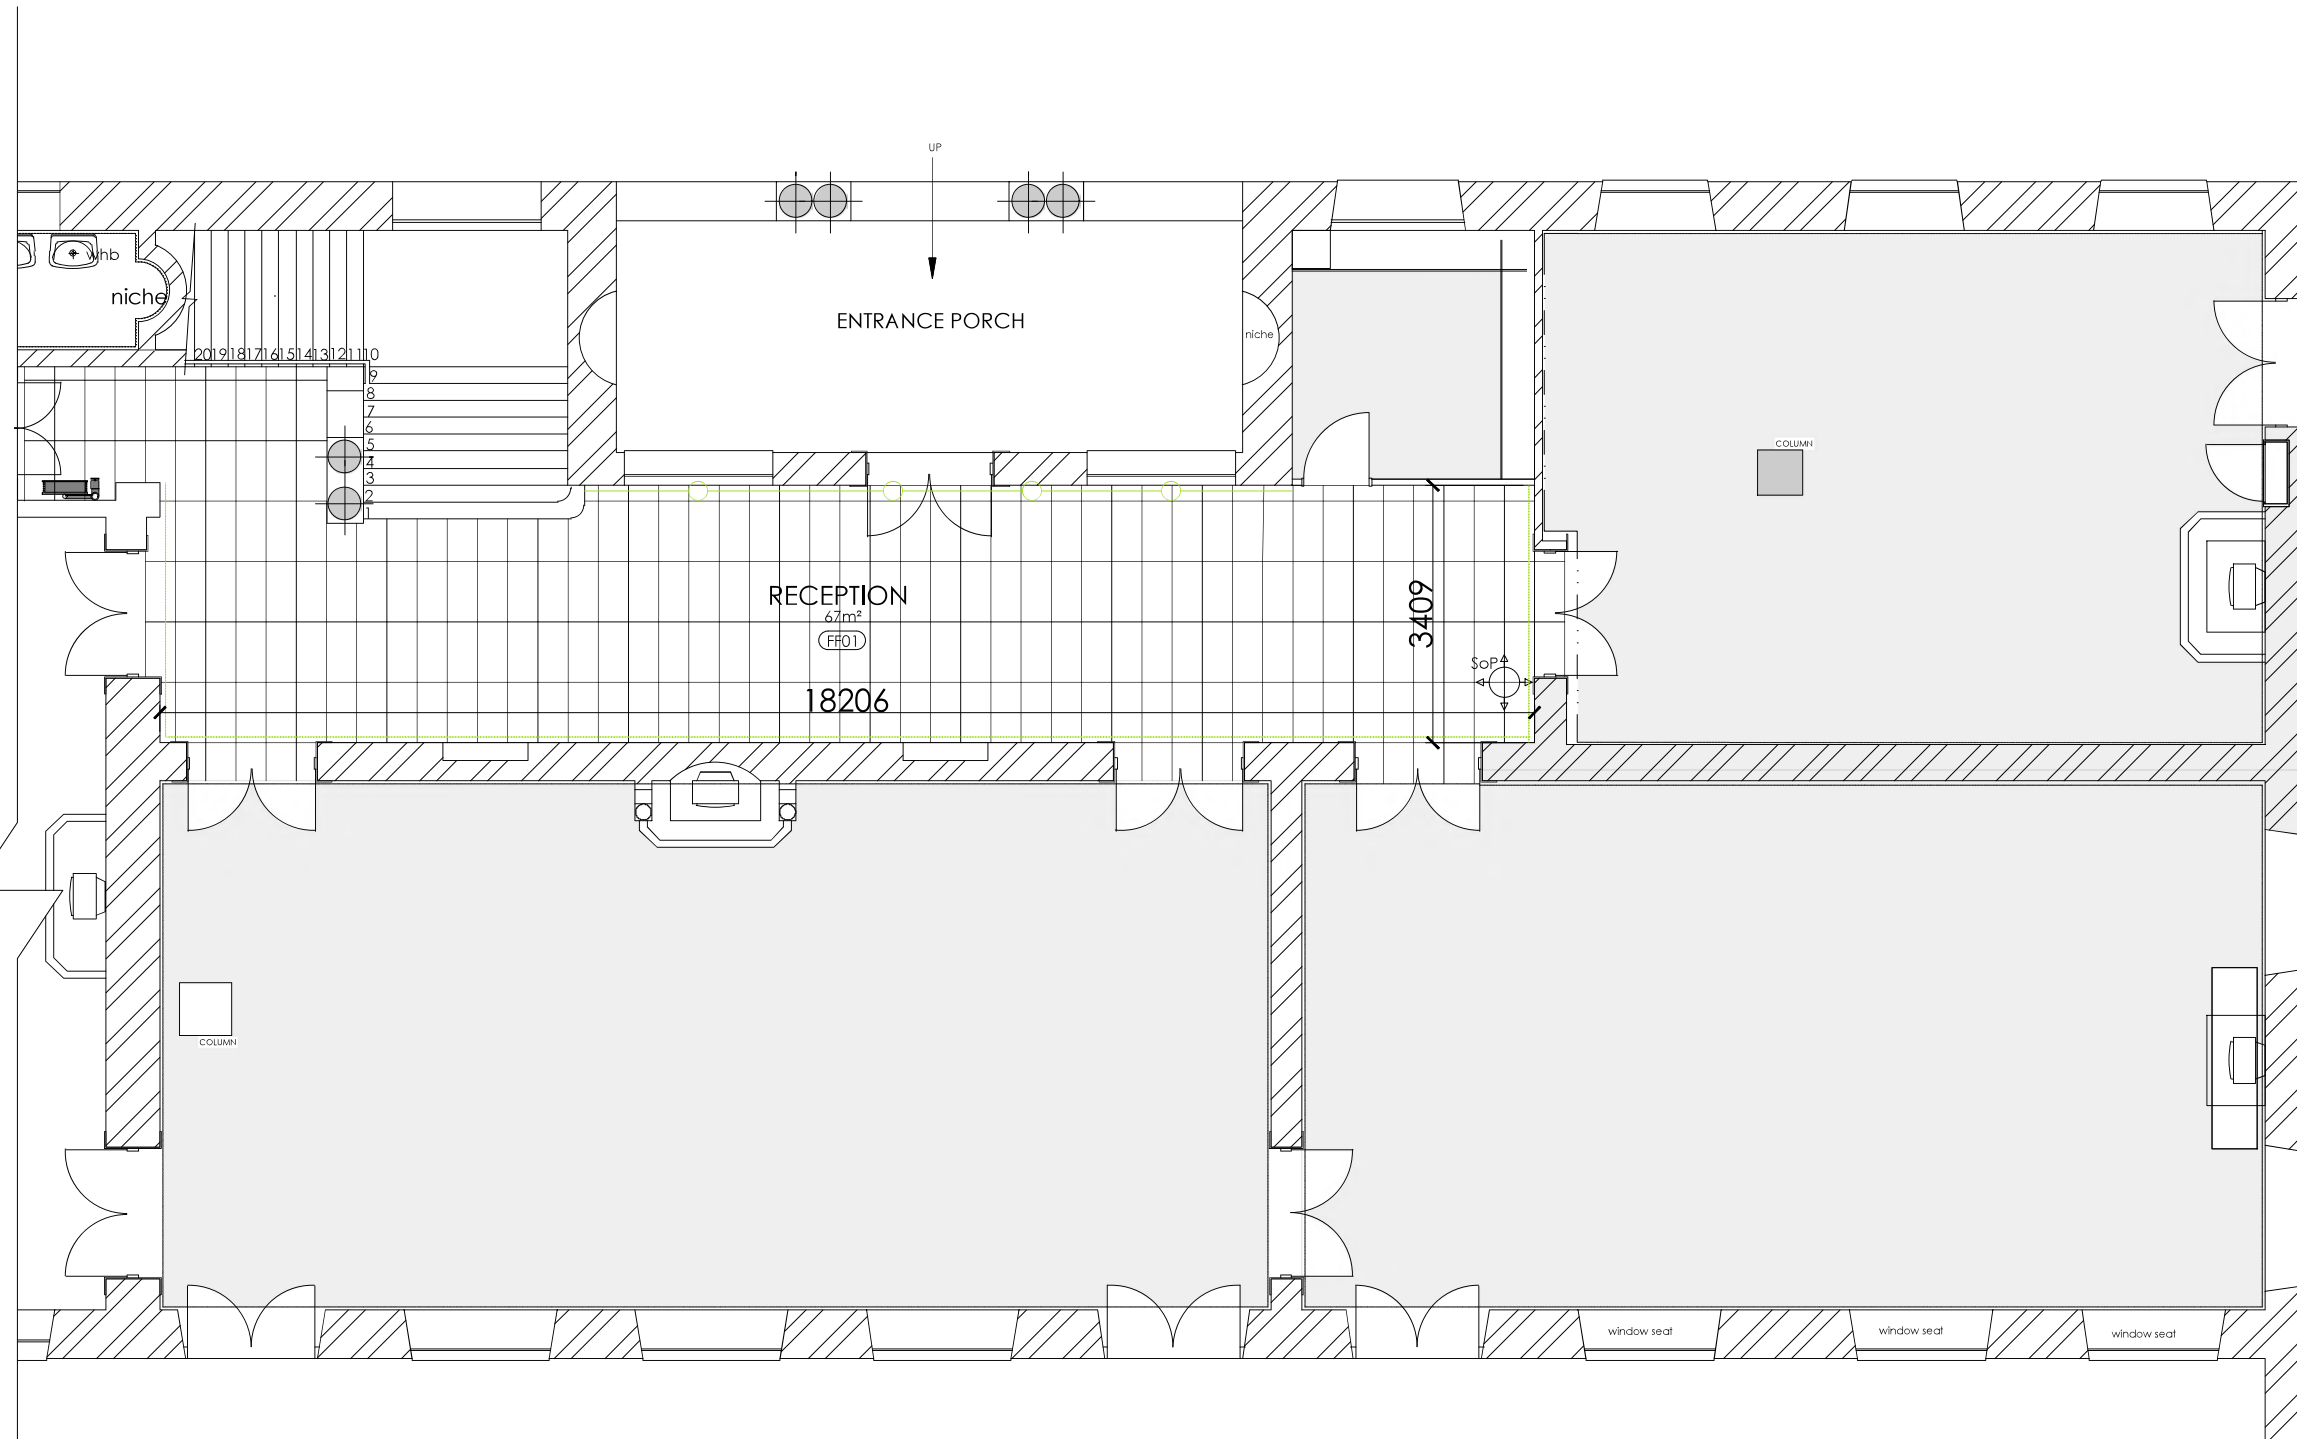 UP
whb
niche
ENTRANCE PORCH
niche
20 19 18 17 16 15 14 13 12 11 10
9
8
7
6
5
4
3
2
1
COLUMN
RECEPTION
67m²
FF01
3409
SoP
18206
COLUMN
window seat
window seat
window seat